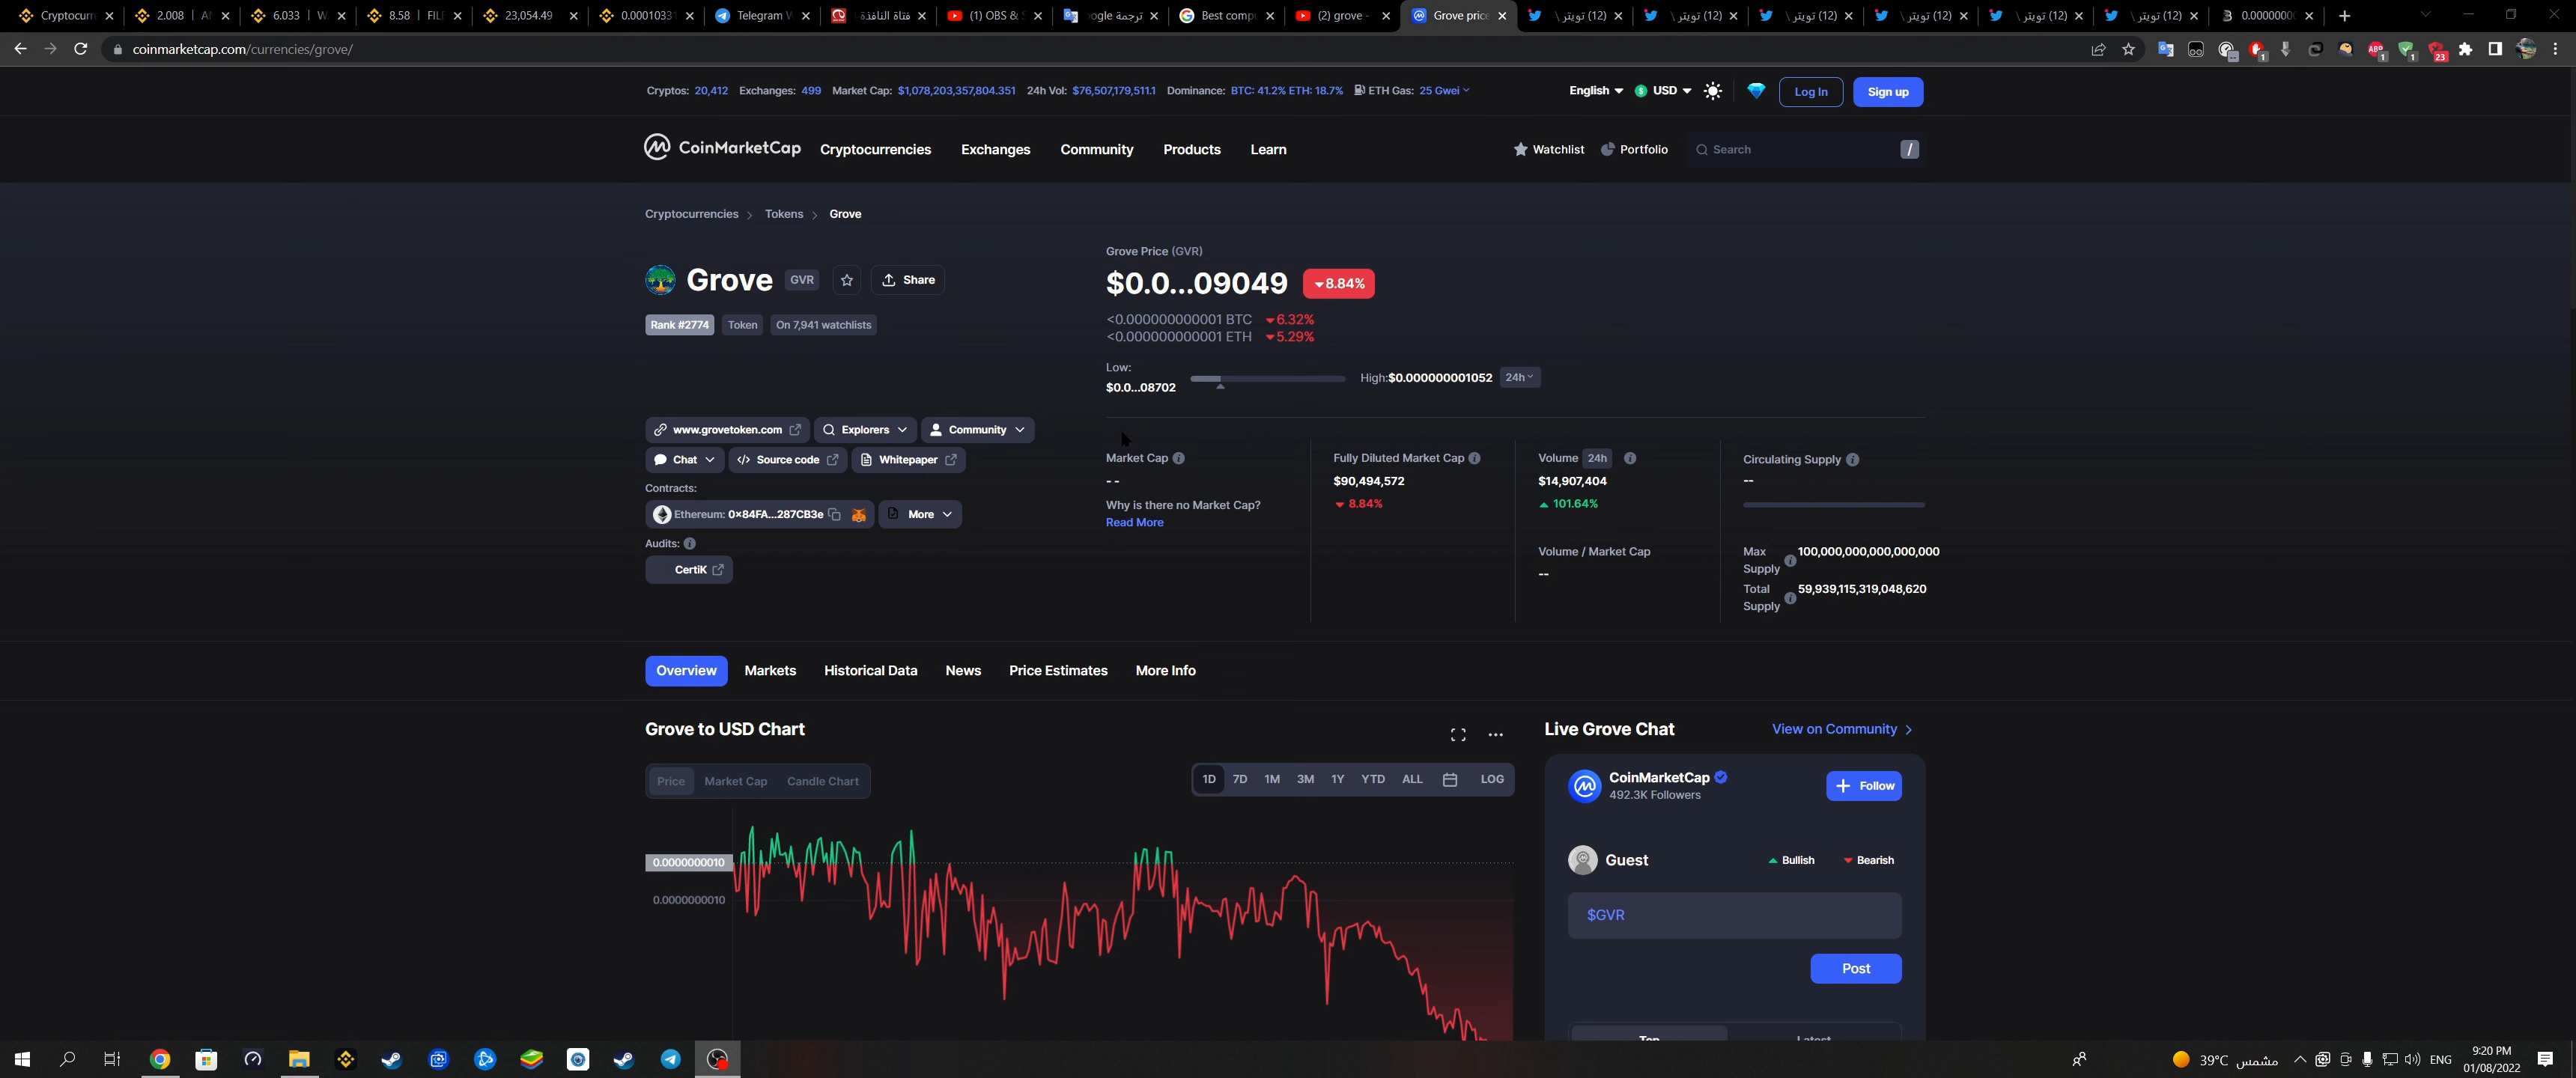 Cryptocurr
2.008 | A
6.033 | W
8.58 | FILE
23,054.49
0.00010331
Telegram W
فتاة النافذة
(1) OBS &
ترجمة oogle
Best compu
(2) grove -
Grove price
(12) تويتر \
(12) تويتر \
(12) تويتر \
(12) تويتر \
(12) تويتر \
(12) تويتر \
0.0000000
coinmarketcap.com/currencies/grove/
Cryptos: 20,412 Exchanges: 499 Market Cap: $1,078,203,357,804.351 24h Vol: $76,507,179,511.1 Dominance: BTC: 41.2% ETH: 18.7% ETH Gas: 25 Gwei
English USD Log In Sign up
CoinMarketCap Cryptocurrencies Exchanges Community Products Learn
Watchlist Portfolio Search /
Cryptocurrencies > Tokens > Grove
Grove GVR Share
Rank #2774 Token On 7,941 watchlists
Grove Price (GVR)
$0.0...09049 8.84%
<0.000000000001 BTC 6.32%
<0.000000000001 ETH 5.29%
Low:
$0.0...08702
High:$0.000000001052 24h
www.grovetoken.com Explorers Community
Chat Source code Whitepaper
Contracts:
Ethereum: 0x84FA...287CB3e More
Audits:
CertiK
Market Cap
- -
Why is there no Market Cap?
Read More
Fully Diluted Market Cap
$90,494,572
8.84%
Volume 24h
$14,907,404
101.64%
Volume / Market Cap
--
Circulating Supply
--
Max Supply 100,000,000,000,000,000
Total Supply 59,939,115,319,048,620
Overview Markets Historical Data News Price Estimates More Info
Grove to USD Chart
Price Market Cap Candle Chart
1D 7D 1M 3M 1Y YTD ALL LOG
0.0000000010
0.0000000010
Live Grove Chat View on Community >
CoinMarketCap
492.3K Followers
+ Follow
Guest Bullish Bearish
$GVR
Post
Top Latest
39°C مشمس
ENG
9:20 PM
01/08/2022